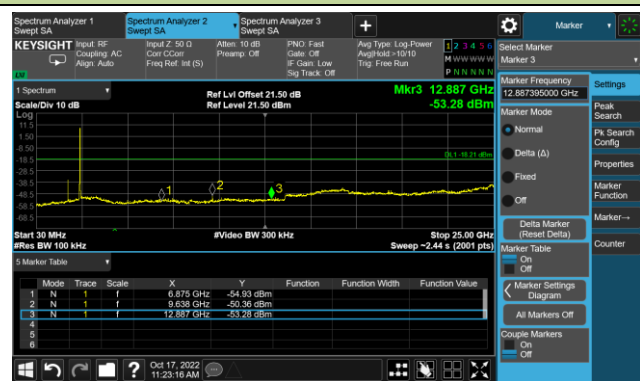 Spectrum Analyzer 1
Swept SA
Spectrum Analyzer 2
Swept SA
Spectrum Analyzer 3
Swept SA
+
Marker
KEYSIGHT
Input: RF
Coupling: AC
Align: Auto
Input Z: 50 Ω
Corr CCorr
Freq Ref: Int (S)
Atten: 10 dB
Preamp: Off
PNO: Fast
Gate: Off
IF Gain: Low
Sig Track: Off
Avg Type: Log-Power
Avg|Hold:>10/10
Trig: Free Run
1 2 3 4 5 6
M W W W W W
P N N N N N
Select Marker
Marker 3
1 Spectrum
Scale/Div 10 dB
Ref Lvl Offset 21.50 dB
Ref Level 21.50 dBm
Mkr3 12.887 GHz
-53.28 dBm
Log
11.5
1.50
-8.50
-18.5
-28.5
-38.5
-48.5
-58.5
-68.5
DL1 -18.21 dBm
1
2
3
Start 30 MHz
#Res BW 100 kHz
#Video BW 300 kHz
Stop 25.00 GHz
Sweep ~2.44 s (2001 pts)
5 Marker Table
Mode Trace Scale X Y Function Function Width Function Value
1 N 1 f 6.875 GHz -54.93 dBm
2 N 1 f 9.638 GHz -50.36 dBm
3 N 1 f 12.887 GHz -53.28 dBm
4
5
6
Marker Frequency
12.887395000 GHz
Marker Mode
Normal
Delta (Δ)
Fixed
Off
Delta Marker
(Reset Delta)
Marker Table
On
Off
Marker Settings
Diagram
All Markers Off
Couple Markers
On
Off
Settings
Peak
Search
Pk Search
Config
Properties
Marker
Function
Marker→
Counter
?
Oct 17, 2022
11:23:16 AM